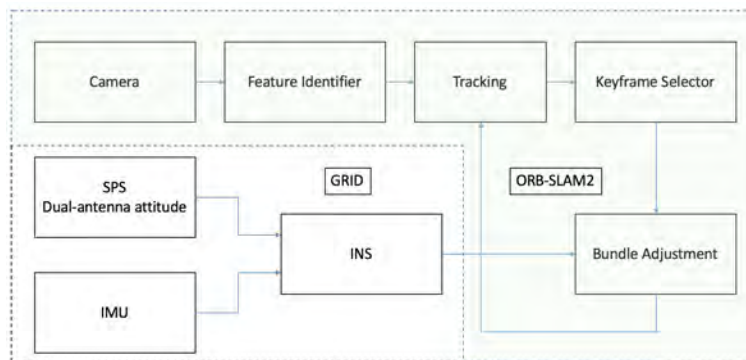 Camera
Feature Identifier
Tracking
Keyframe Selector
SPS
Dual-antenna attitude
GRID
ORB-SLAM2
INS
Bundle Adjustment
IMU